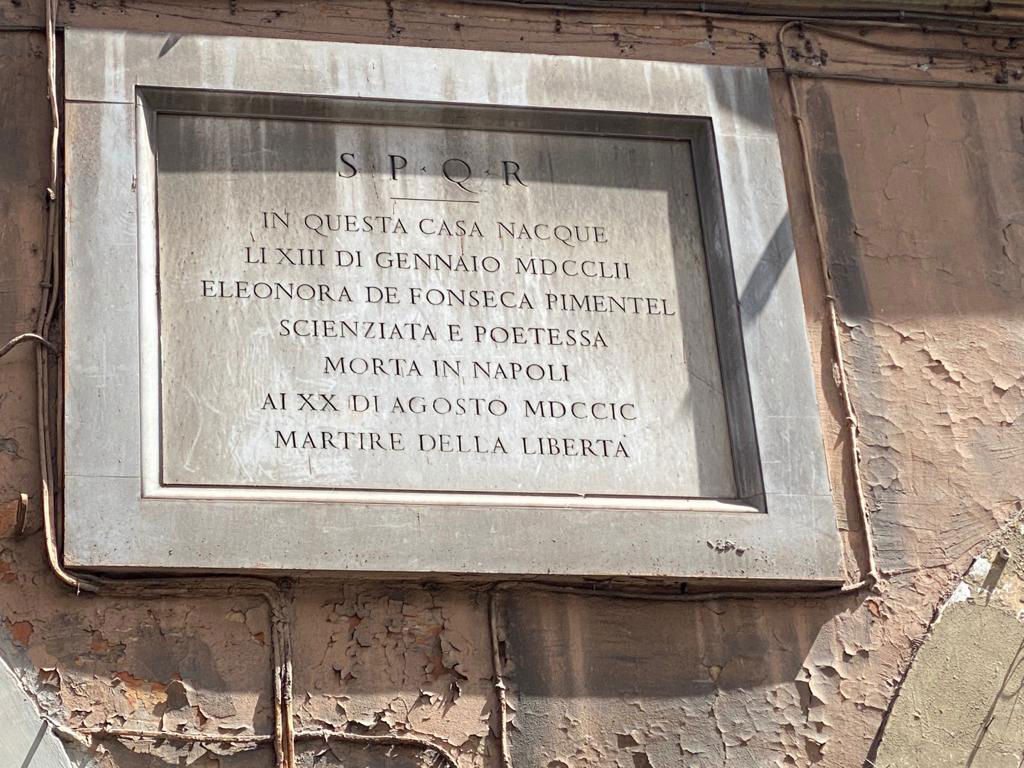 S·P·Q·R
IN QUESTA CASA NACQUE
LI XIII DI GENNAIO MDCCLII
ELEONORA DE FONSECA PIMENTEL
SCIENZIATA E POETESSA
MORTA IN NAPOLI
AI XX DI AGOSTO MDCCIC
MARTIRE DELLA LIBERTÀ